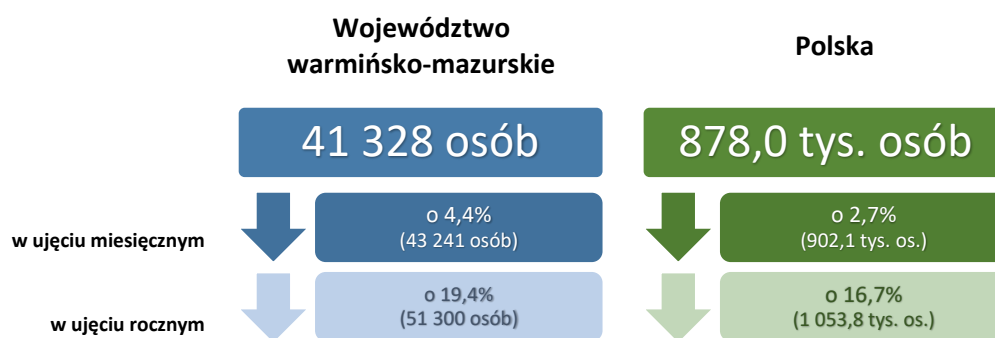 Województwo
warmińsko-mazurskie
Polska
41 328 osób
878,0 tys. osób
w ujęciu miesięcznym
o 4,4%
(43 241 osób)
o 2,7%
(902,1 tys. os.)
w ujęciu rocznym
o 19,4%
(51 300 osób)
o 16,7%
(1 053,8 tys. os.)